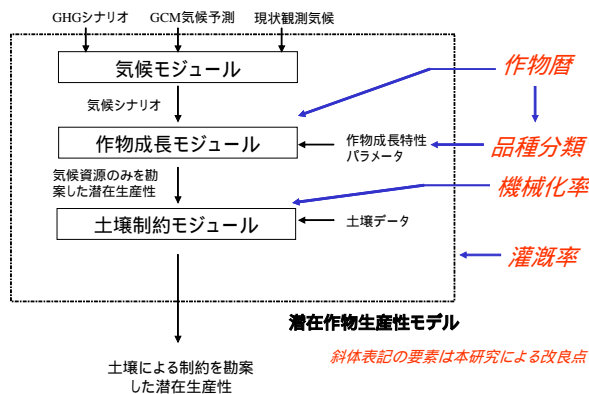 GHGシナリオ
GCM気候予測
現状観測気候
気候モジュール
作物暦
気候シナリオ
作物成長モジュール
作物成長特性
パラメータ
品種分類
気候資源のみを勘
案した潜在生産性
機械化率
土壌制約モジュール
土壌データ
灌漑率
潜在作物生産性モデル
斜体表記の要素は本研究による改良点
土壌による制約を勘案
した潜在生産性